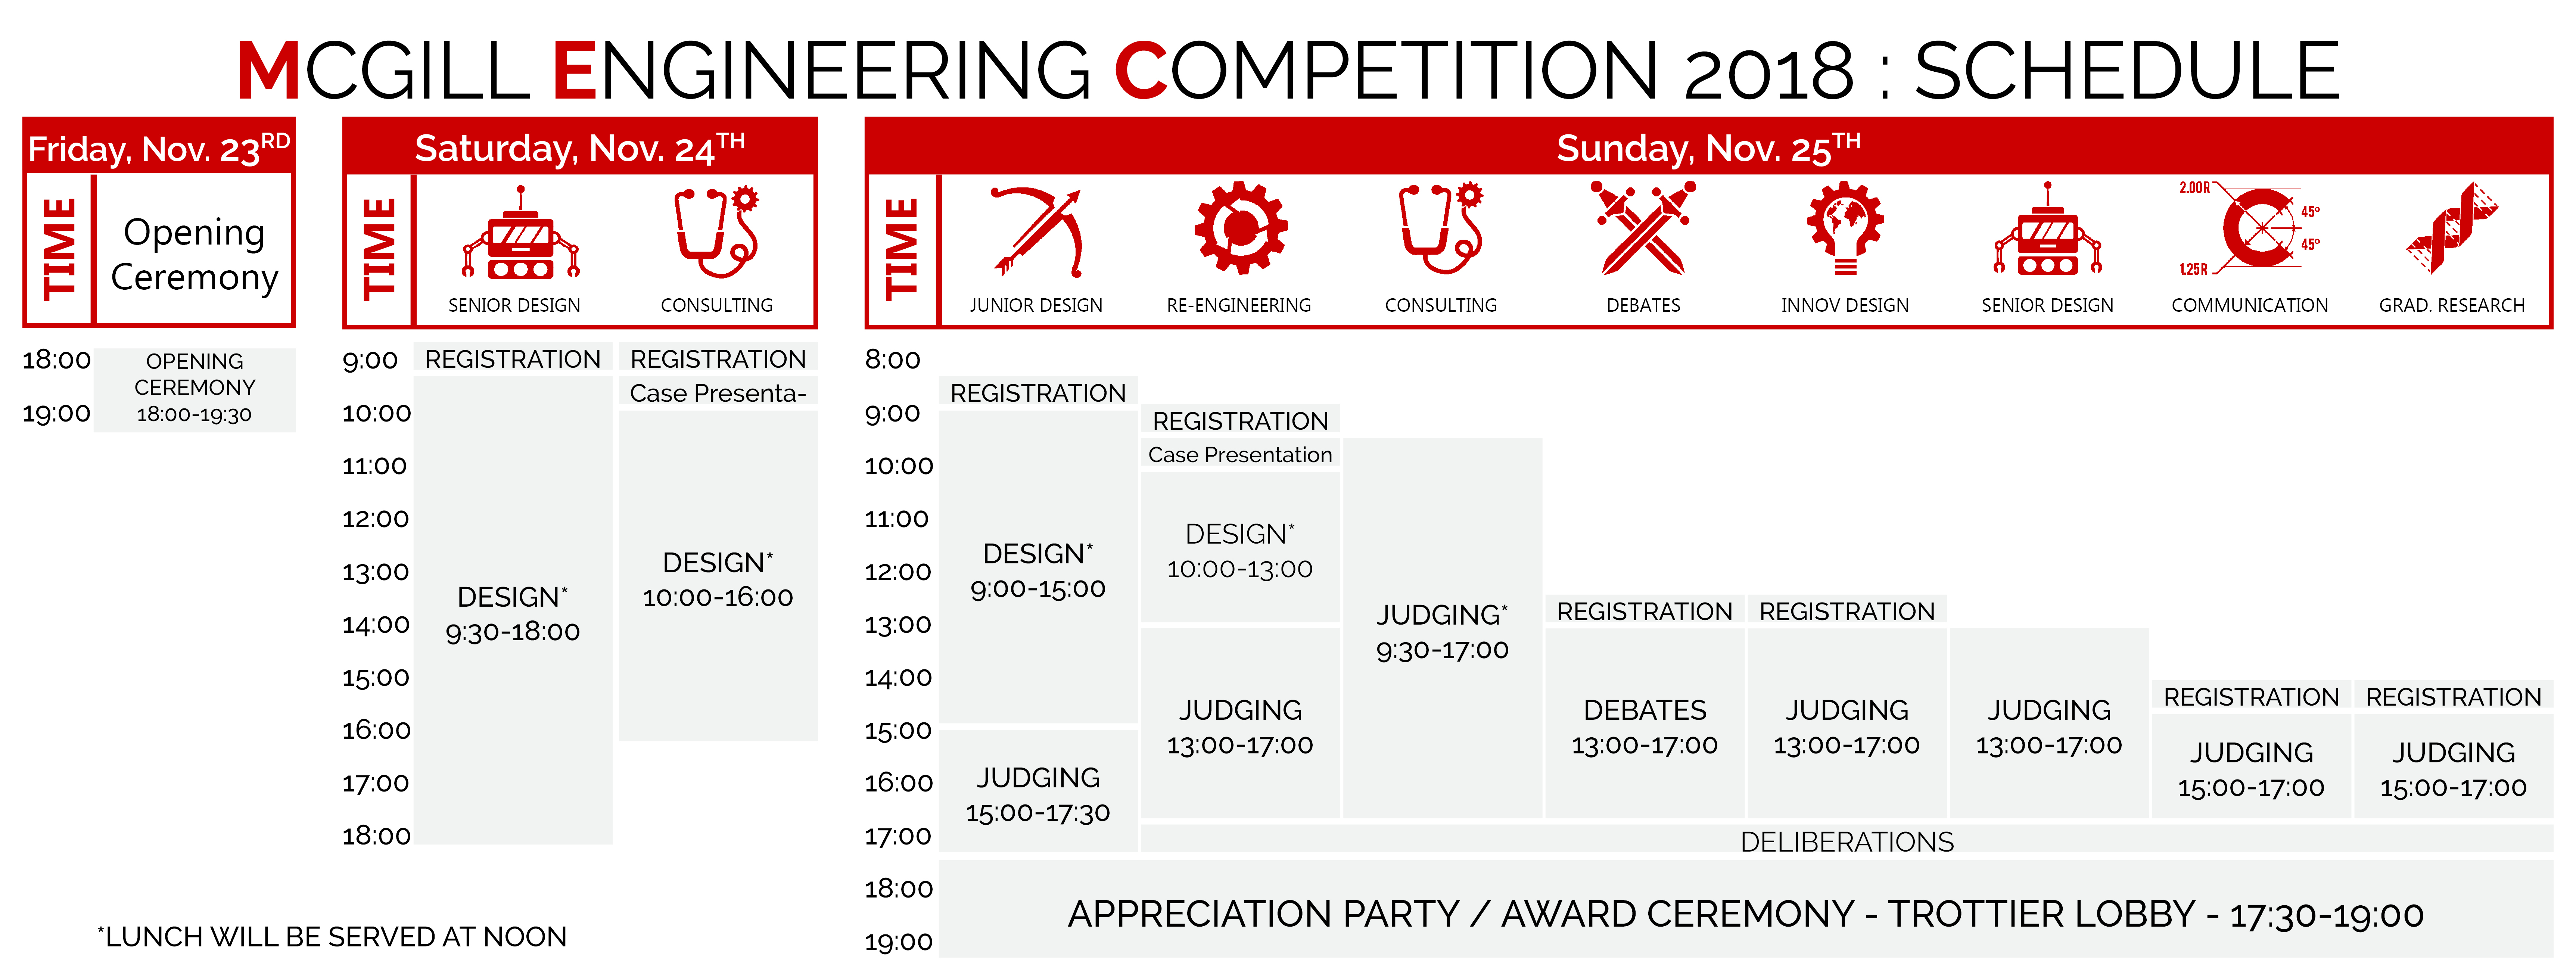 MCGILL ENGINEERING COMPETITION 2018 : SCHEDULE
Friday, Nov. 23RD
TIME
Opening
Ceremony
18:00
19:00
OPENING
CEREMONY
18:00-19:30
Saturday, Nov. 24TH
TIME
SENIOR DESIGN
CONSULTING
9:00
10:00
11:00
12:00
13:00
14:00
15:00
16:00
17:00
18:00
REGISTRATION
DESIGN*
9:30-18:00
REGISTRATION
Case Presenta-
DESIGN*
10:00-16:00
Sunday, Nov. 25TH
TIME
JUNIOR DESIGN
RE-ENGINEERING
CONSULTING
DEBATES
INNOV DESIGN
SENIOR DESIGN
2.00R
45°
45°
1.25R
COMMUNICATION
GRAD. RESEARCH
8:00
9:00
10:00
11:00
12:00
13:00
14:00
15:00
16:00
17:00
18:00
19:00
REGISTRATION
DESIGN*
9:00-15:00
JUDGING
15:00-17:30
REGISTRATION
Case Presentation
DESIGN*
10:00-13:00
JUDGING
13:00-17:00
JUDGING*
9:30-17:00
REGISTRATION
DEBATES
13:00-17:00
REGISTRATION
JUDGING
13:00-17:00
JUDGING
13:00-17:00
REGISTRATION
JUDGING
15:00-17:00
REGISTRATION
JUDGING
15:00-17:00
DELIBERATIONS
APPRECIATION PARTY / AWARD CEREMONY - TROTTIER LOBBY - 17:30-19:00
*LUNCH WILL BE SERVED AT NOON